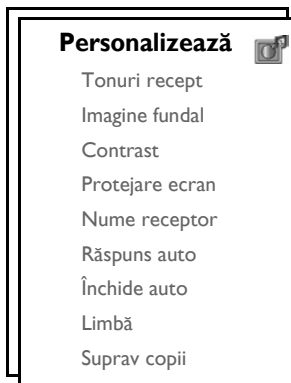 Personalizează
Tonuri recept
Imagine fundal
Contrast
Protejare ecran
Nume receptor
Răspuns auto
Închide auto
Limbă
Suprav copii